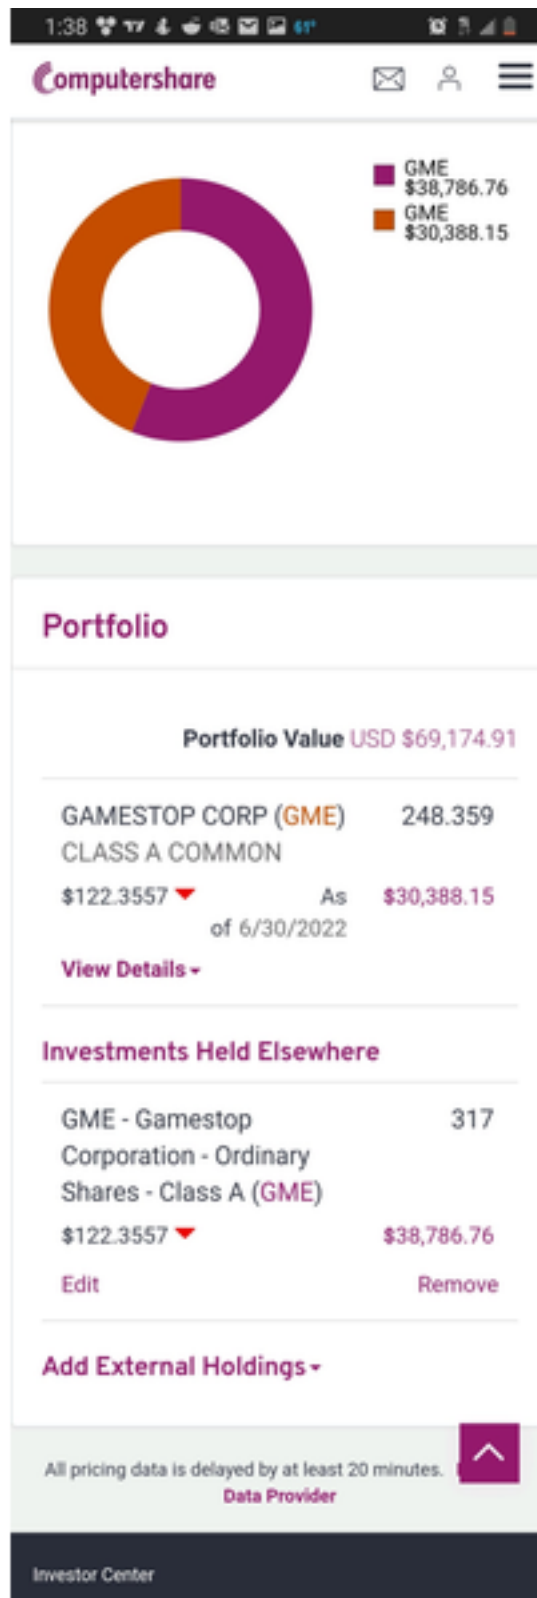 1:38
61°
Computershare
GME
$38,786.76
GME
$30,388.15
Portfolio
Portfolio Value USD $69,174.91
GAMESTOP CORP (GME) 248.359
CLASS A COMMON
$122.3557 As $30,388.15
of 6/30/2022
View Details
Investments Held Elsewhere
GME - Gamestop 317
Corporation - Ordinary
Shares - Class A (GME)
$122.3557 $38,786.76
Edit Remove
Add External Holdings
All pricing data is delayed by at least 20 minutes.
Data Provider
Investor Center